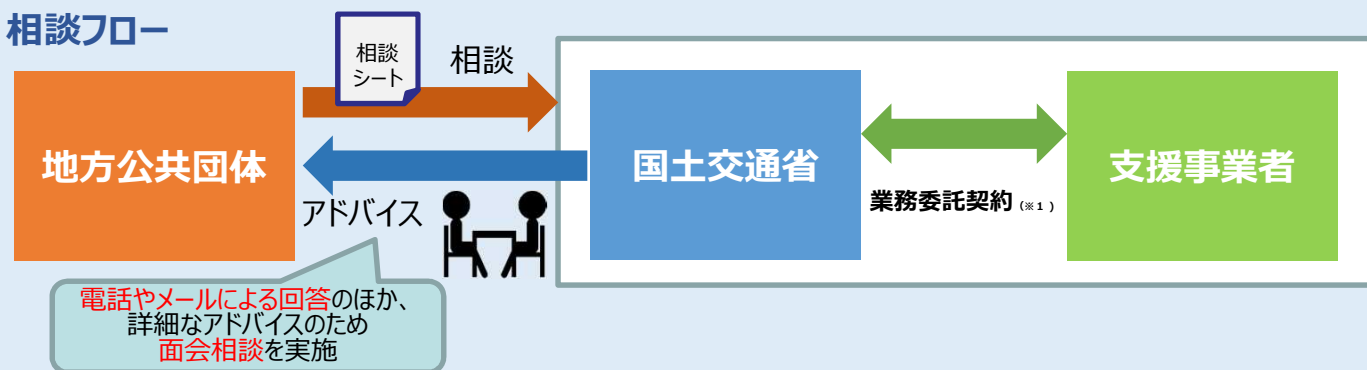 相談フロー
相談
シート
相談
地方公共団体
国土交通省
支援事業者
アドバイス
業務委託契約（※１）
電話やメールによる回答のほか、
詳細なアドバイスのため
面会相談を実施